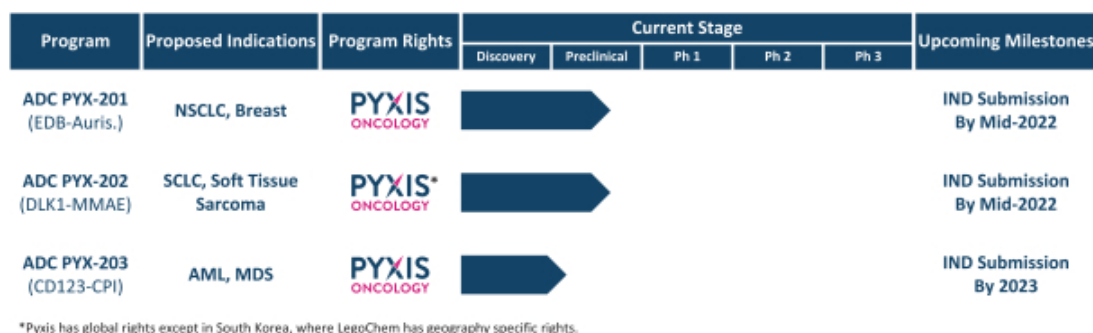 Program
Proposed Indications
Program Rights
Current Stage
Discovery
Preclinical
Ph 1
Ph 2
Ph 3
Upcoming Milestones
ADC PYX-201
(EDB-Auris.)
NSCLC, Breast
PYXIS
ONCOLOGY
IND Submission
By Mid-2022
ADC PYX-202
(DLK1-MMAE)
SCLC, Soft Tissue
Sarcoma
PYXIS*
ONCOLOGY
IND Submission
By Mid-2022
ADC PYX-203
(CD123-CPI)
AML, MDS
PYXIS
ONCOLOGY
IND Submission
By 2023
*Pyxis has global rights except in South Korea, where LegoChem has geography specific rights.